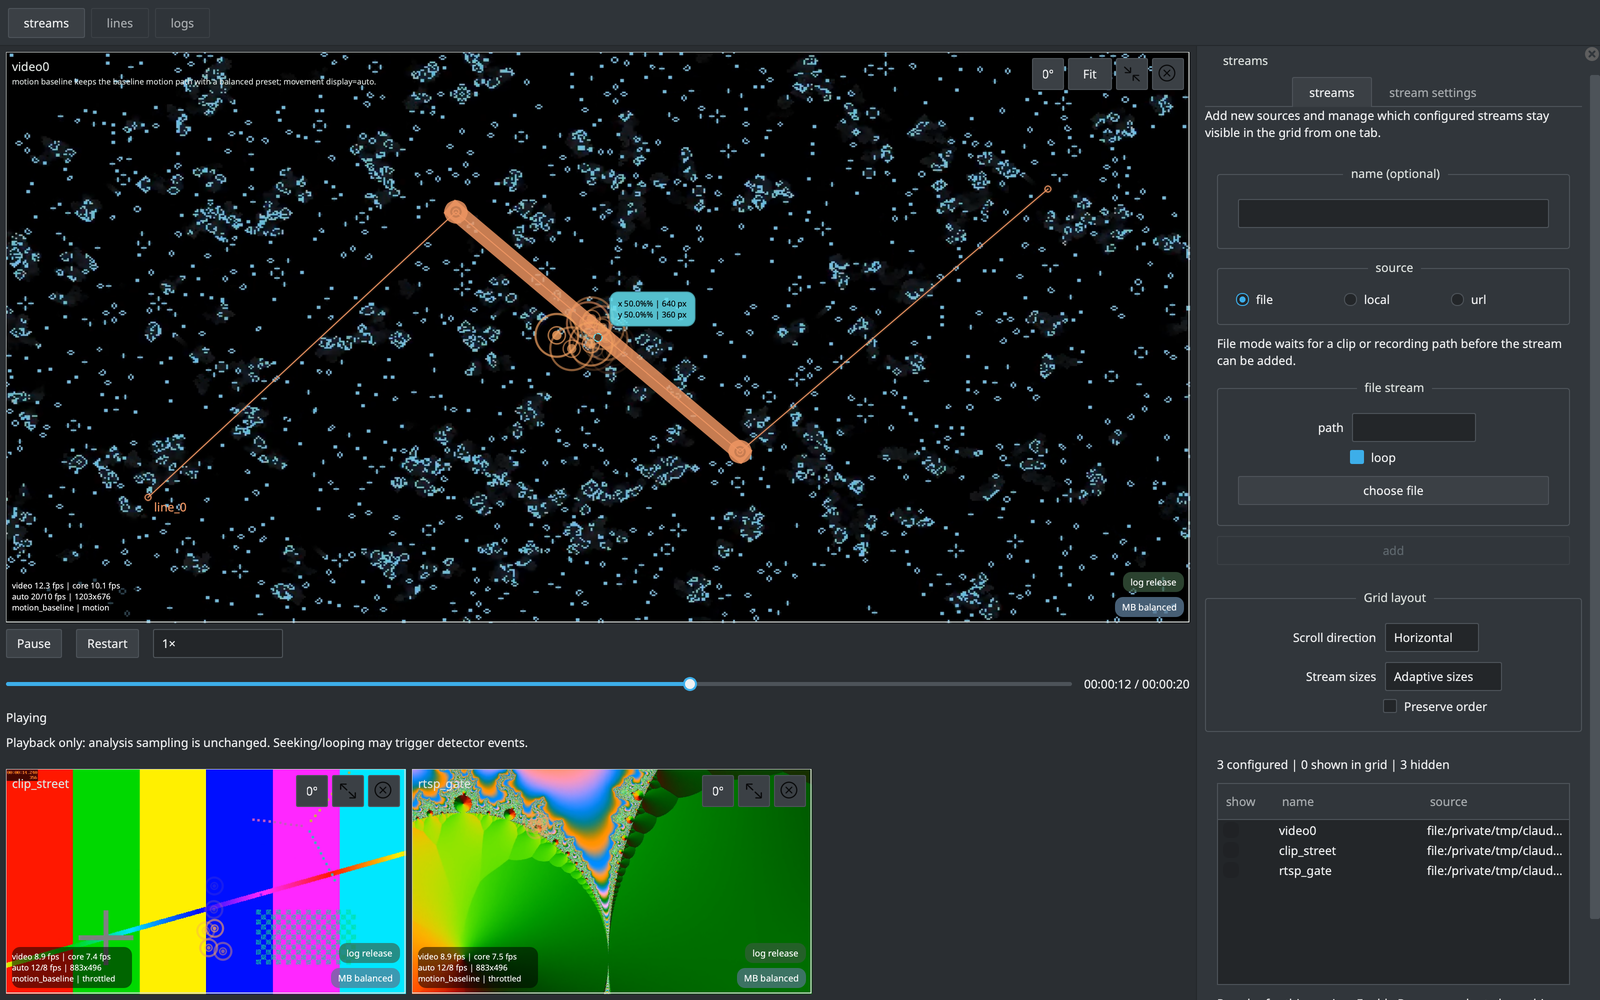 streams
lines
logs
video0
motion baseline keeps the baseline motion path with a balanced preset; movement display=auto.
0°
Fit
x 50.0%% | 640 px
y 50.0%% | 360 px
line_0
video 12.3 fps | core 10.1 fps
auto 20/10 fps | 1203x676
motion_baseline | motion
log release
MB balanced
Pause
Restart
1×
00:00:12 / 00:00:20
Playing
Playback only: analysis sampling is unchanged. Seeking/looping may trigger detector events.
clip_street
0°
video 8.9 fps | core 7.4 fps
auto 12/8 fps | 883x496
motion_baseline | throttled
log release
MB balanced
rtsp_gate
0°
video 8.9 fps | core 7.5 fps
auto 12/8 fps | 883x496
motion_baseline | throttled
log release
MB balanced
streams
streams
stream settings
Add new sources and manage which configured streams stay
visible in the grid from one tab.
name (optional)
source
file
local
url
File mode waits for a clip or recording path before the stream
can be added.
file stream
path
loop
choose file
add
Grid layout
Scroll direction
Horizontal
Stream sizes
Adaptive sizes
Preserve order
3 configured | 0 shown in grid | 3 hidden
show name source
video0 file:/private/tmp/claud...
clip_street file:/private/tmp/claud...
rtsp_gate file:/private/tmp/claud...